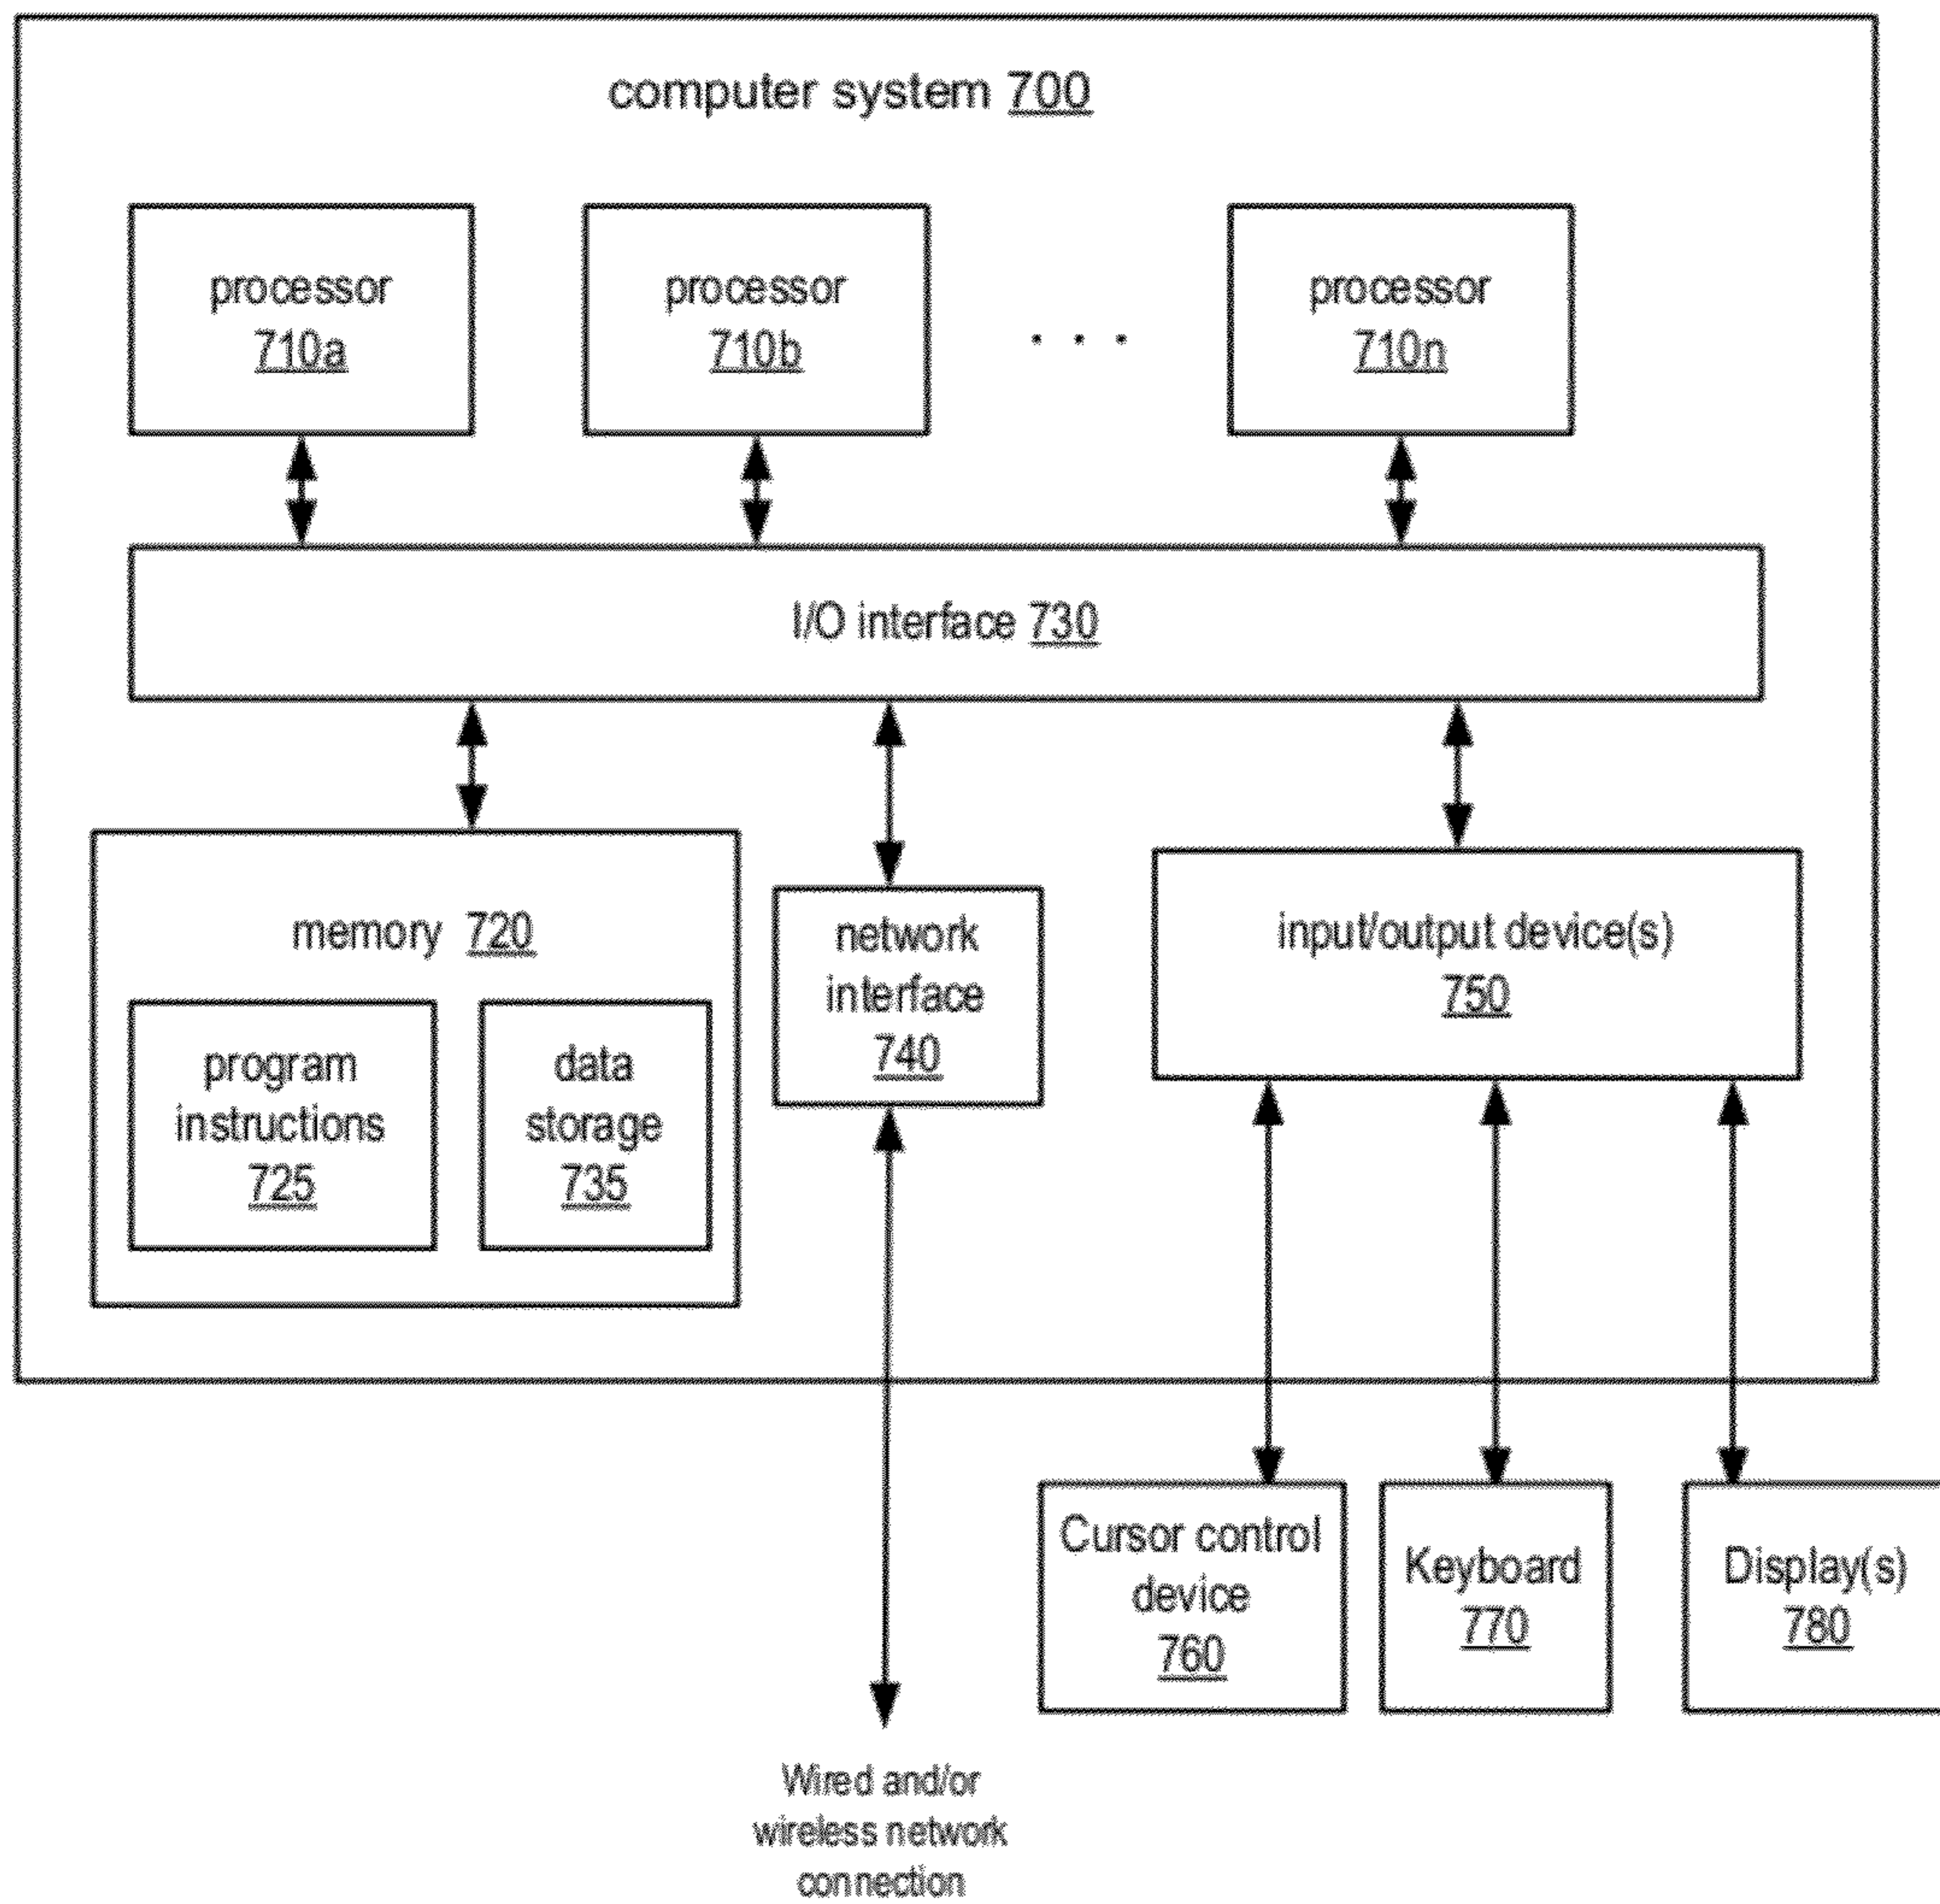 computer system 700
processor
710a
processor
710b
. . .
processor
710n
I/O interface 730
memory 720
program
instructions
725
data
storage
735
network
interface
740
input/output device(s)
750
Cursor control
device
760
Keyboard
770
Display(s)
780
Wired and/or
wireless network
connection